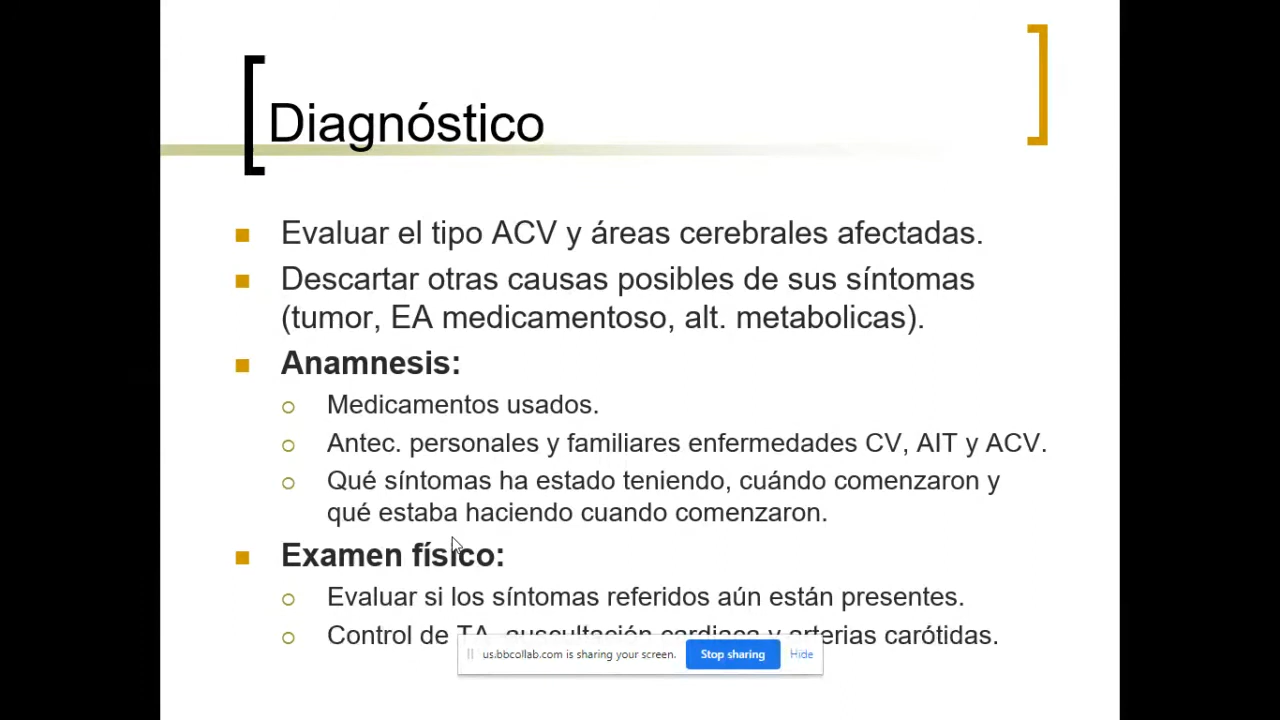 Diagnóstico
Evaluar el tipo ACV y áreas cerebrales afectadas.
Descartar otras causas posibles de sus síntomas
(tumor, EA medicamentoso, alt. metabolicas).
Anamnesis:
Medicamentos usados.
Antec. personales y familiares enfermedades CV, AIT y ACV.
Qué síntomas ha estado teniendo, cuándo comenzaron y
qué estaba haciendo cuando comenzaron.
Examen físico:
Evaluar si los síntomas referidos aún están presentes.
Control de TA, auscultación cardiaca y arterias carótidas.
us.bbcollab.com is sharing your screen.
Stop sharing
Hide